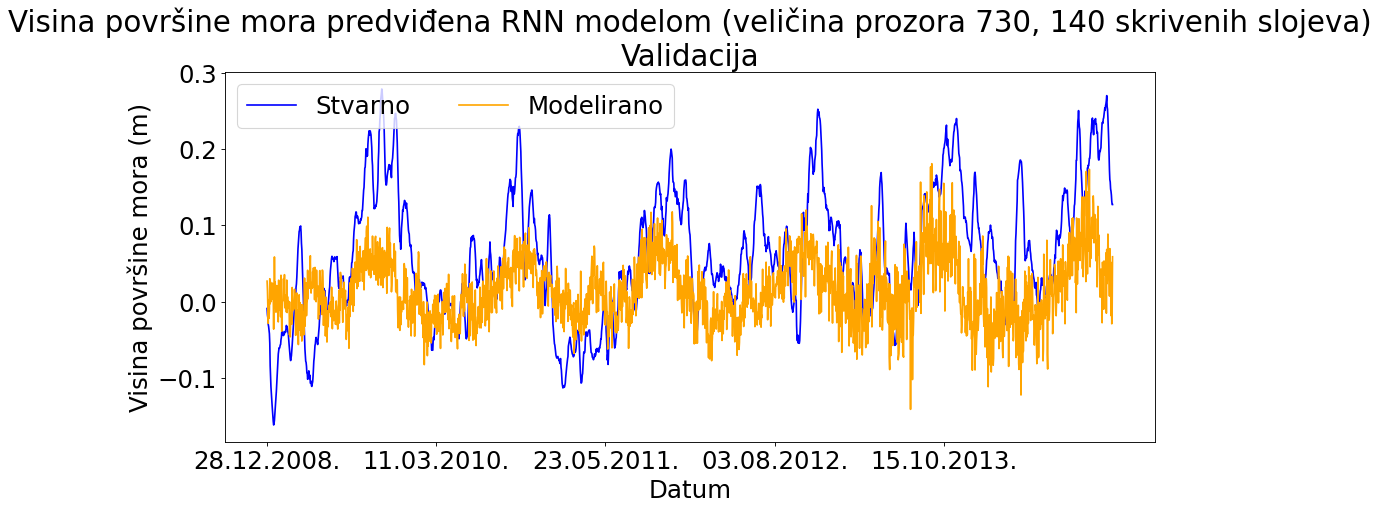 Visina površine mora predviđena RNN modelom (veličina prozora 730, 140 skrivenih slojeva)
Validacija
Stvarno
Modelirano
Visina površine mora (m)
0.3
0.2
0.1
0.0
−0.1
28.12.2008.
11.03.2010.
23.05.2011.
03.08.2012.
15.10.2013.
Datum